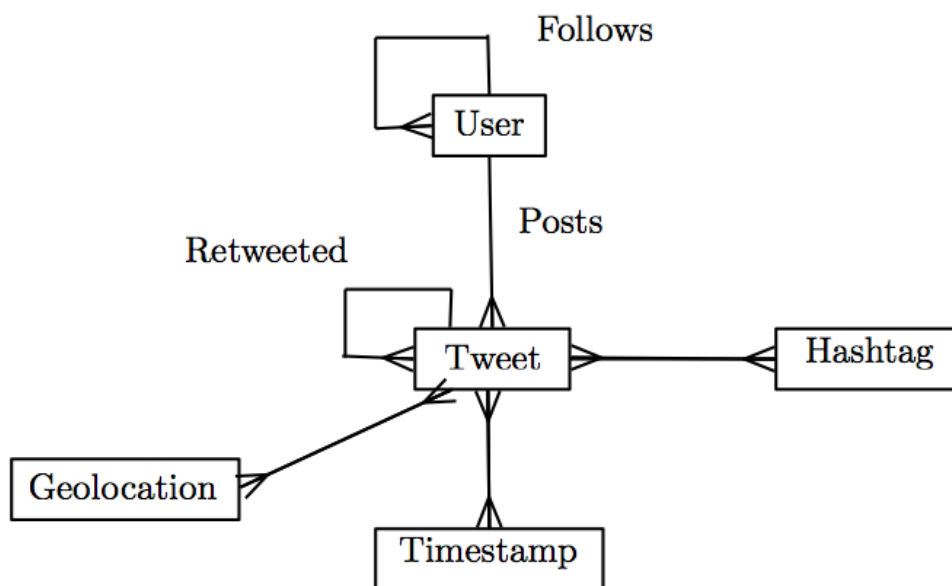 Follows
User
Posts
Retweeted
Tweet
Hashtag
Geolocation
Timestamp